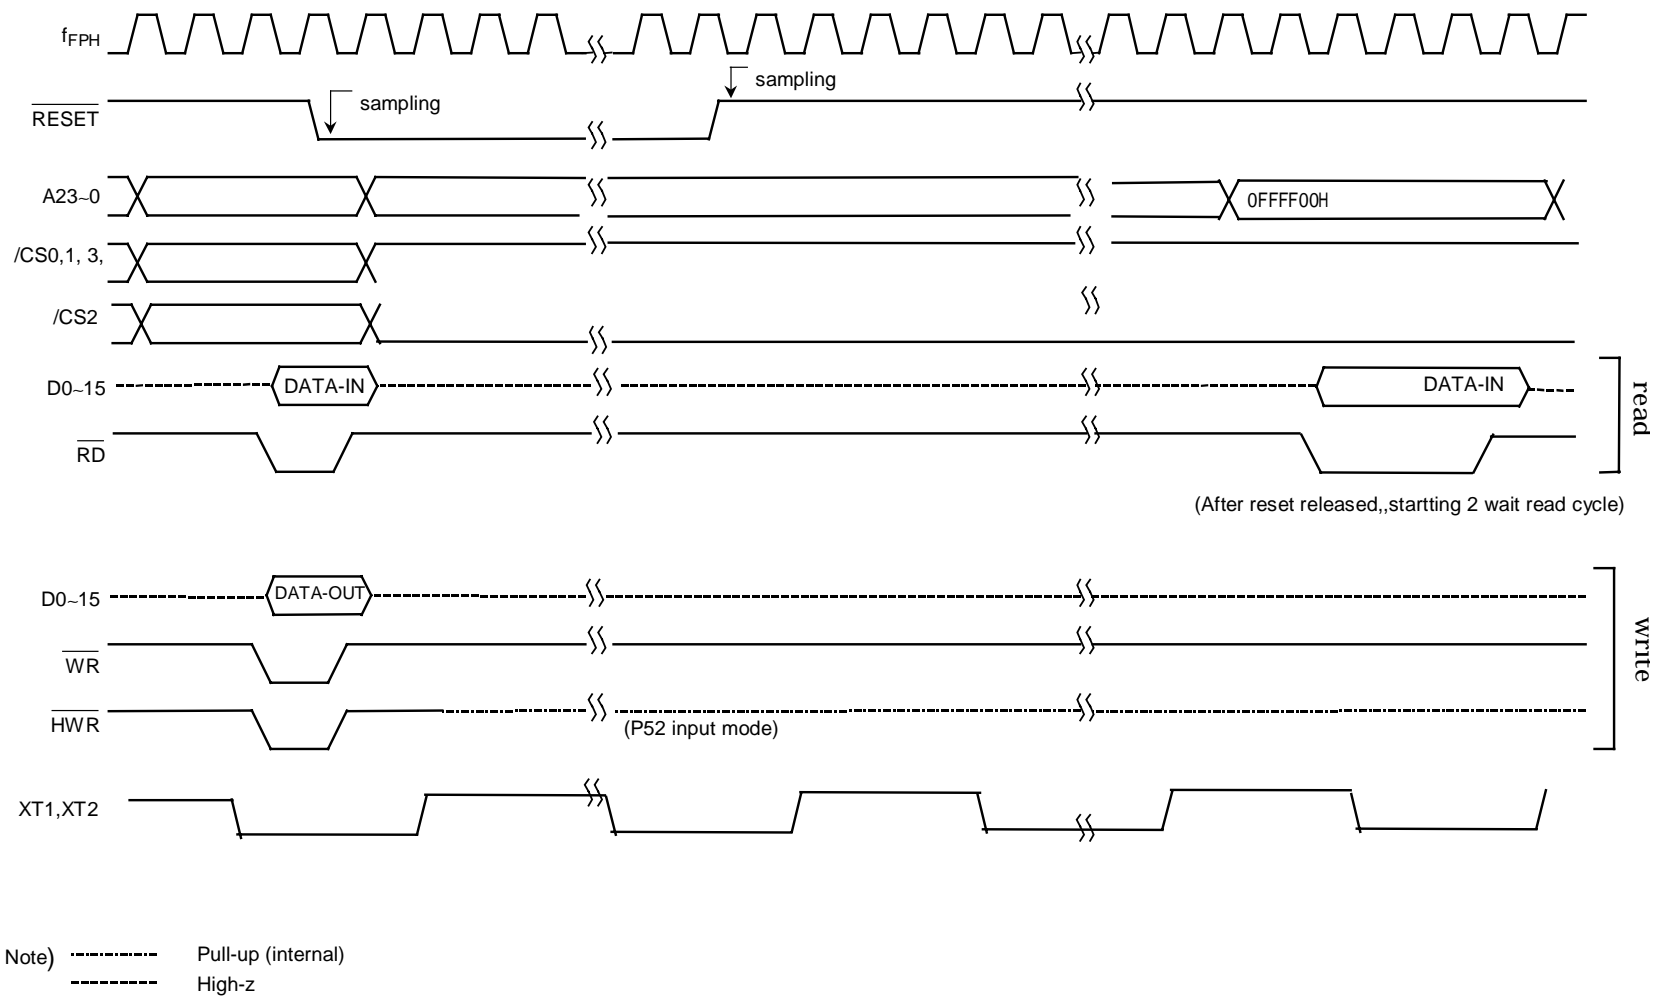 fFPH
sampling
sampling
RESET
A23~0
0FFFF00H
/CS0,1, 3,
/CS2
D0~15
DATA-IN
DATA-IN
read
RD
(After reset released,,startting 2 wait read cycle)
D0~15
DATA-OUT
write
WR
HWR
(P52 input mode)
XT1,XT2
Note)
Pull-up (internal)
High-z